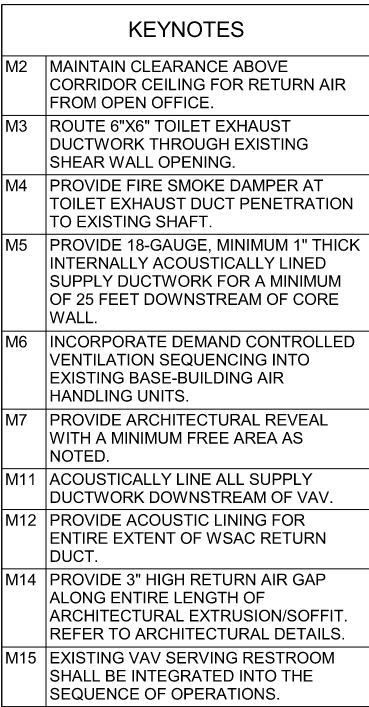 KEYNOTES
M2 MAINTAIN CLEARANCE ABOVE
CORRIDOR CEILING FOR RETURN AIR
FROM OPEN OFFICE.
M3 ROUTE 6"X6" TOILET EXHAUST
DUCTWORK THROUGH EXISTING
SHEAR WALL OPENING.
M4 PROVIDE FIRE SMOKE DAMPER AT
TOILET EXHAUST DUCT PENETRATION
TO EXISTING SHAFT.
M5 PROVIDE 18-GAUGE, MINIMUM 1" THICK
INTERNALLY ACOUSTICALLY LINED
SUPPLY DUCTWORK FOR A MINIMUM
OF 25 FEET DOWNSTREAM OF CORE
WALL.
M6 INCORPORATE DEMAND CONTROLLED
VENTILATION SEQUENCING INTO
EXISTING BASE-BUILDING AIR
HANDLING UNITS.
M7 PROVIDE ARCHITECTURAL REVEAL
WITH A MINIMUM FREE AREA AS
NOTED.
M11 ACOUSTICALLY LINE ALL SUPPLY
DUCTWORK DOWNSTREAM OF VAV.
M12 PROVIDE ACOUSTIC LINING FOR
ENTIRE EXTENT OF WSAC RETURN
DUCT.
M14 PROVIDE 3" HIGH RETURN AIR GAP
ALONG ENTIRE LENGTH OF
ARCHITECTURAL EXTRUSION/SOFFIT.
REFER TO ARCHITECTURAL DETAILS.
M15 EXISTING VAV SERVING RESTROOM
SHALL BE INTEGRATED INTO THE
SEQUENCE OF OPERATIONS.